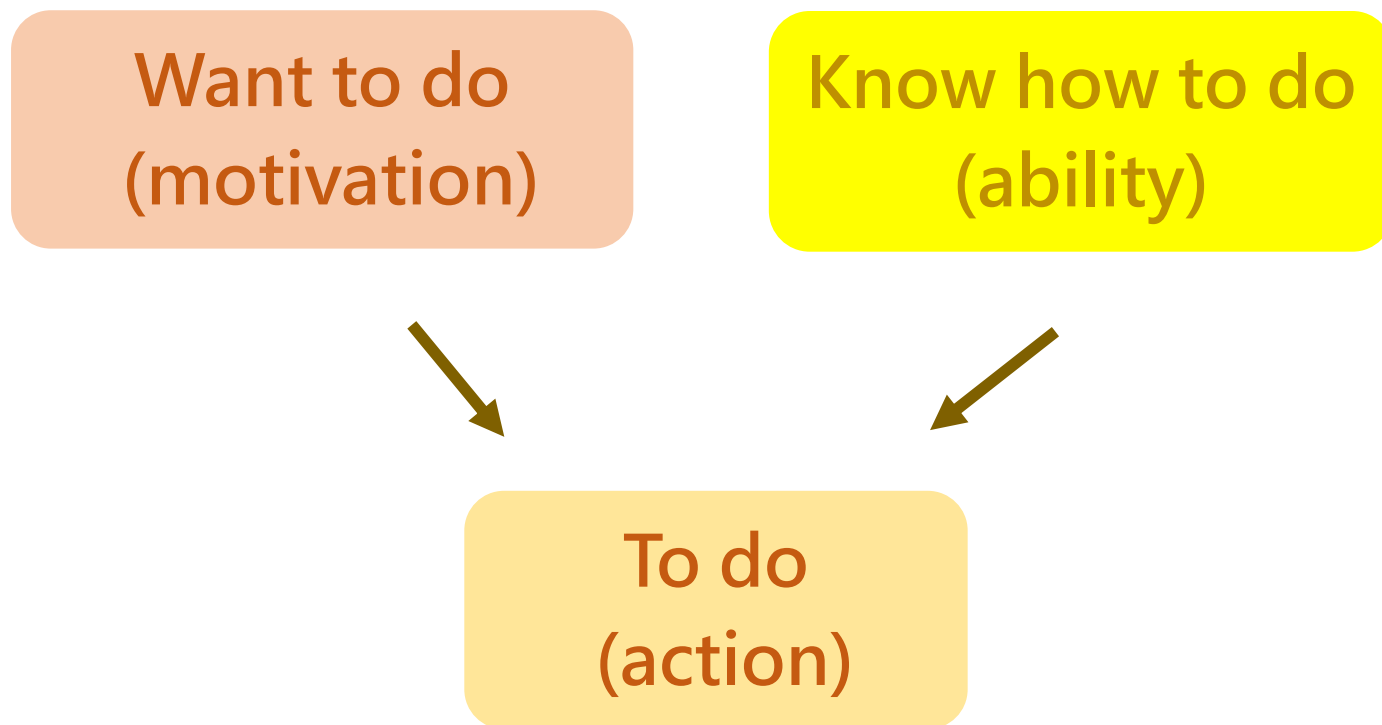 Want to do
(motivation)
Know how to do
(ability)
To do
(action)